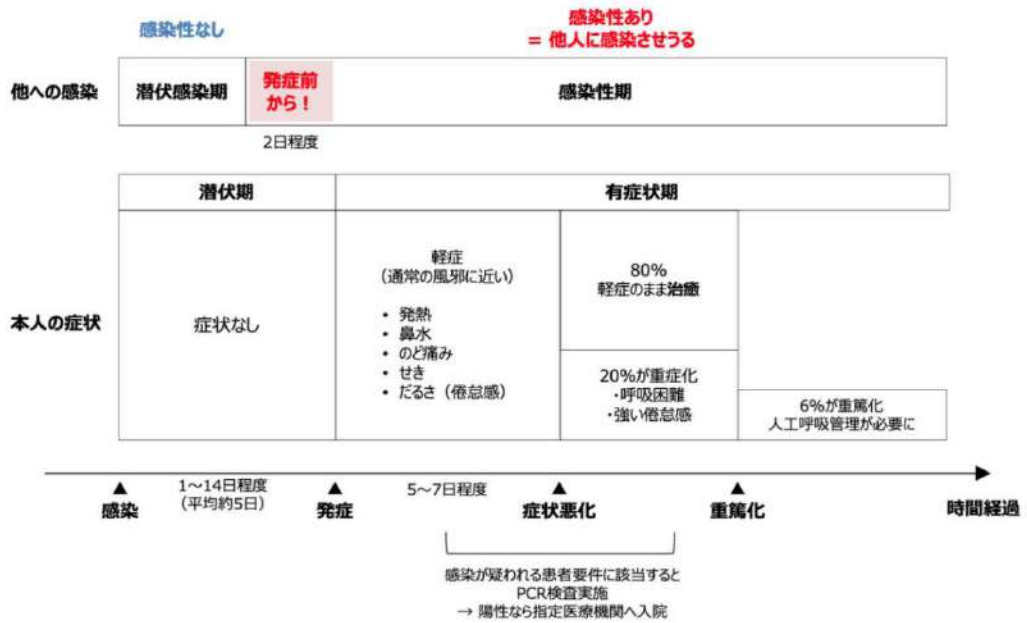 感染性なし
感染性あり
= 他人に感染させうる
他への感染
潜伏感染期
発症前
から！
感染性期
2日程度
潜伏期
有症状期
本人の症状
症状なし
軽症
（通常の風邪に近い）
• 発熱
• 鼻水
• のど痛み
• せき
• だるさ（倦怠感）
80%
軽症のまま治癒
20%が重症化
・呼吸困難
・強い倦怠感
6%が重篤化
人工呼吸管理が必要に
1～14日程度
（平均約5日）
5～7日程度
▲ ▲ ▲ ▲
感染 発症 症状悪化 重篤化 時間経過
感染が疑われる患者要件に該当すると
PCR検査実施
→ 陽性なら指定医療機関へ入院